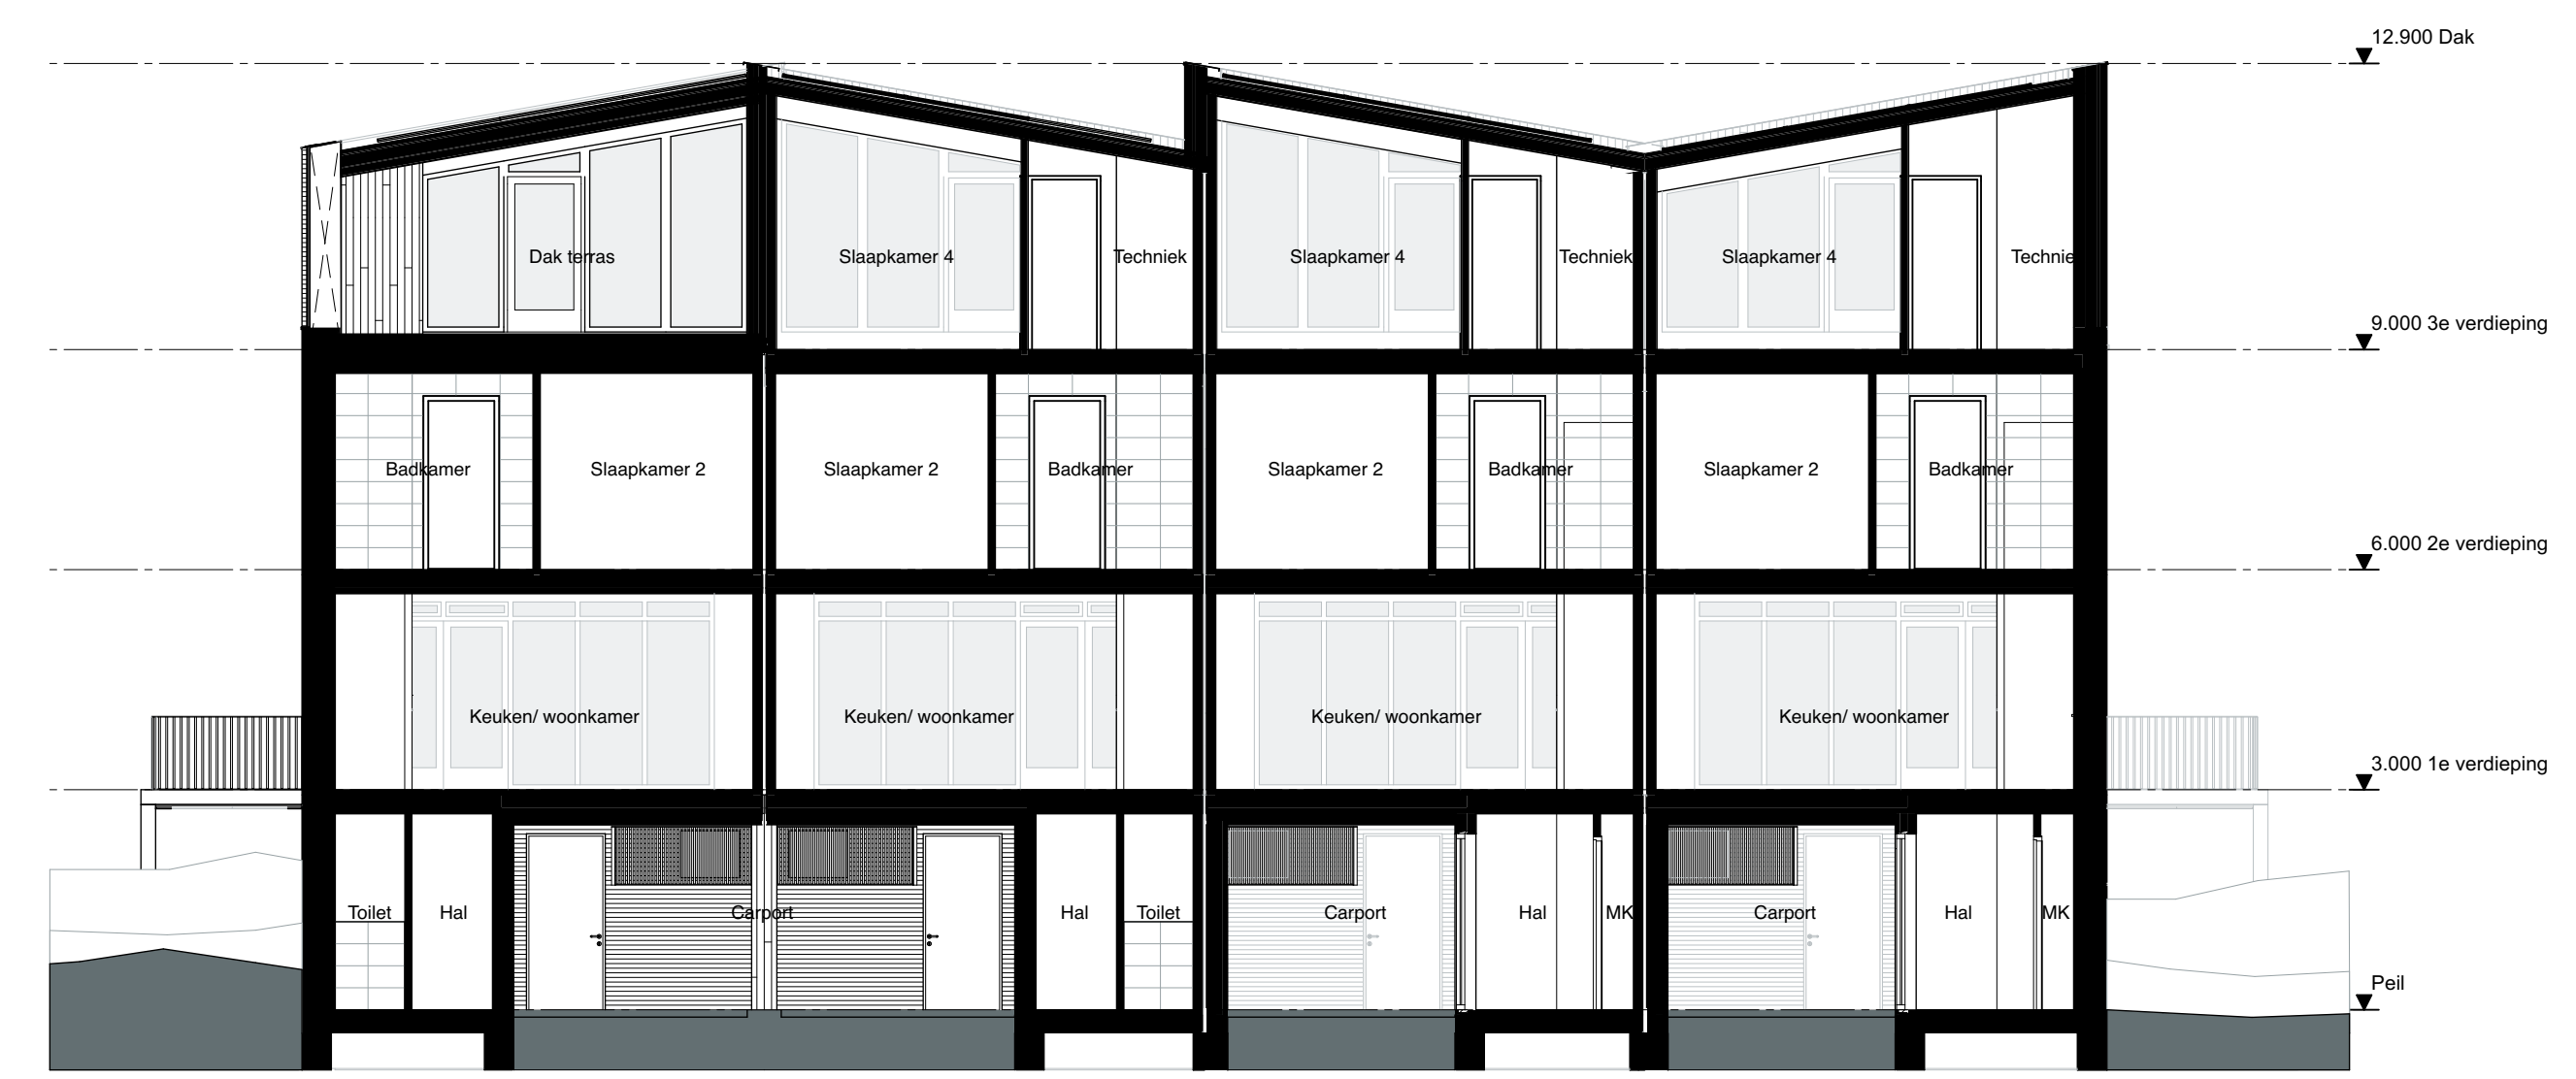 12.900 Dak
Dak terras
Slaapkamer 4
Techniek
Slaapkamer 4
Techniek
Slaapkamer 4
Technie
9.000 3e verdieping
Badkamer
Slaapkamer 2
Slaapkamer 2
Badkamer
Slaapkamer 2
Badkamer
Slaapkamer 2
Badkamer
6.000 2e verdieping
Keuken/ woonkamer
Keuken/ woonkamer
Keuken/ woonkamer
Keuken/ woonkamer
3.000 1e verdieping
Toilet
Hal
Carport
Hal
Toilet
Carport
Hal
MK
Carport
Hal
MK
Peil